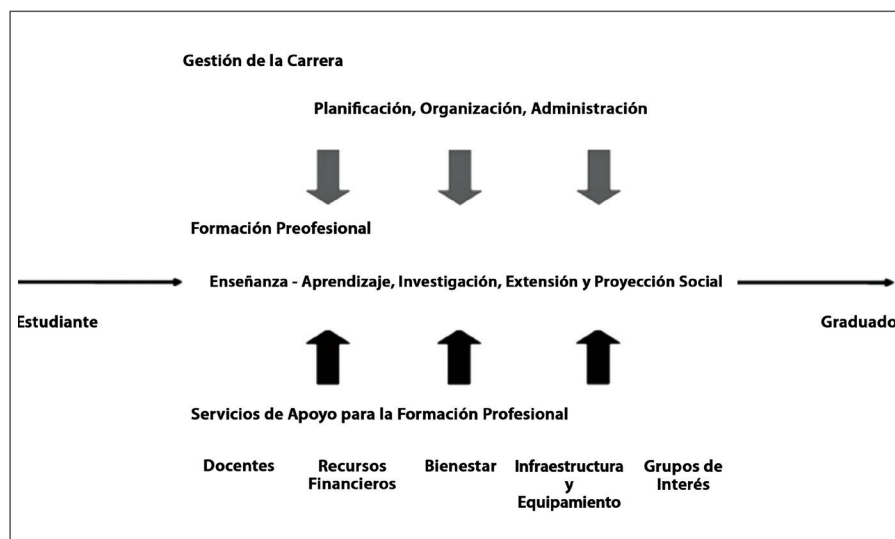 Gestión de la Carrera
Planificación, Organización, Administración
Formación Preofesional
Enseñanza - Aprendizaje, Investigación, Extensión y Proyección Social
Estudiante
Graduado
Servicios de Apoyo para la Formación Profesional
Docentes
Recursos
Financieros
Bienestar
Infraestructura
y
Equipamiento
Grupos de
Interés